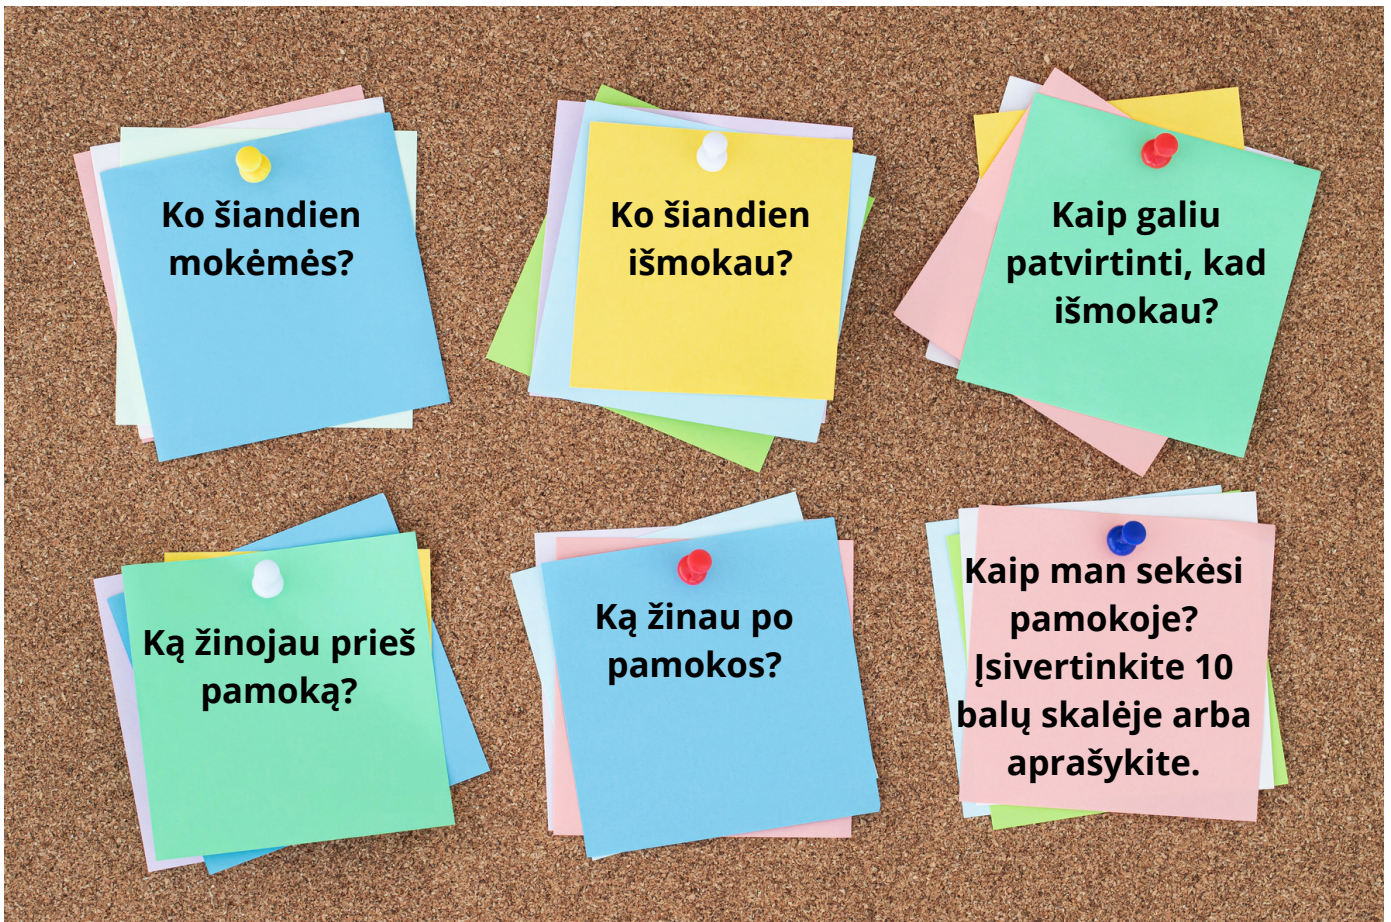 Ko šiandien
mokėmės?
Ko šiandien
išmokau?
Kaip galiu
patvirtinti, kad
išmokau?
Ką žinojau prieš
pamoką?
Ką žinau po
pamokos?
Kaip man sekėsi
pamokoje?
Įsivertinkite 10
balų skalėje arba
aprašykite.